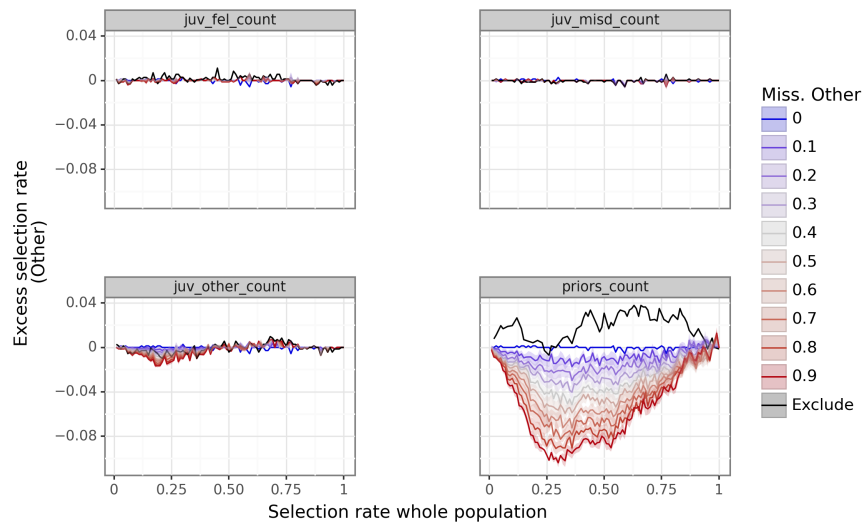 juv_fel_count
juv_misd_count
0.04
0
−0.04
−0.08
Miss. Other
0
0.1
0.2
0.3
0.4
0.5
0.6
0.7
0.8
0.9
Exclude
Excess selection rate
(Other)
juv_other_count
priors_count
0.04
0
−0.04
−0.08
0 0.25 0.50 0.75 1
0 0.25 0.50 0.75 1
Selection rate whole population